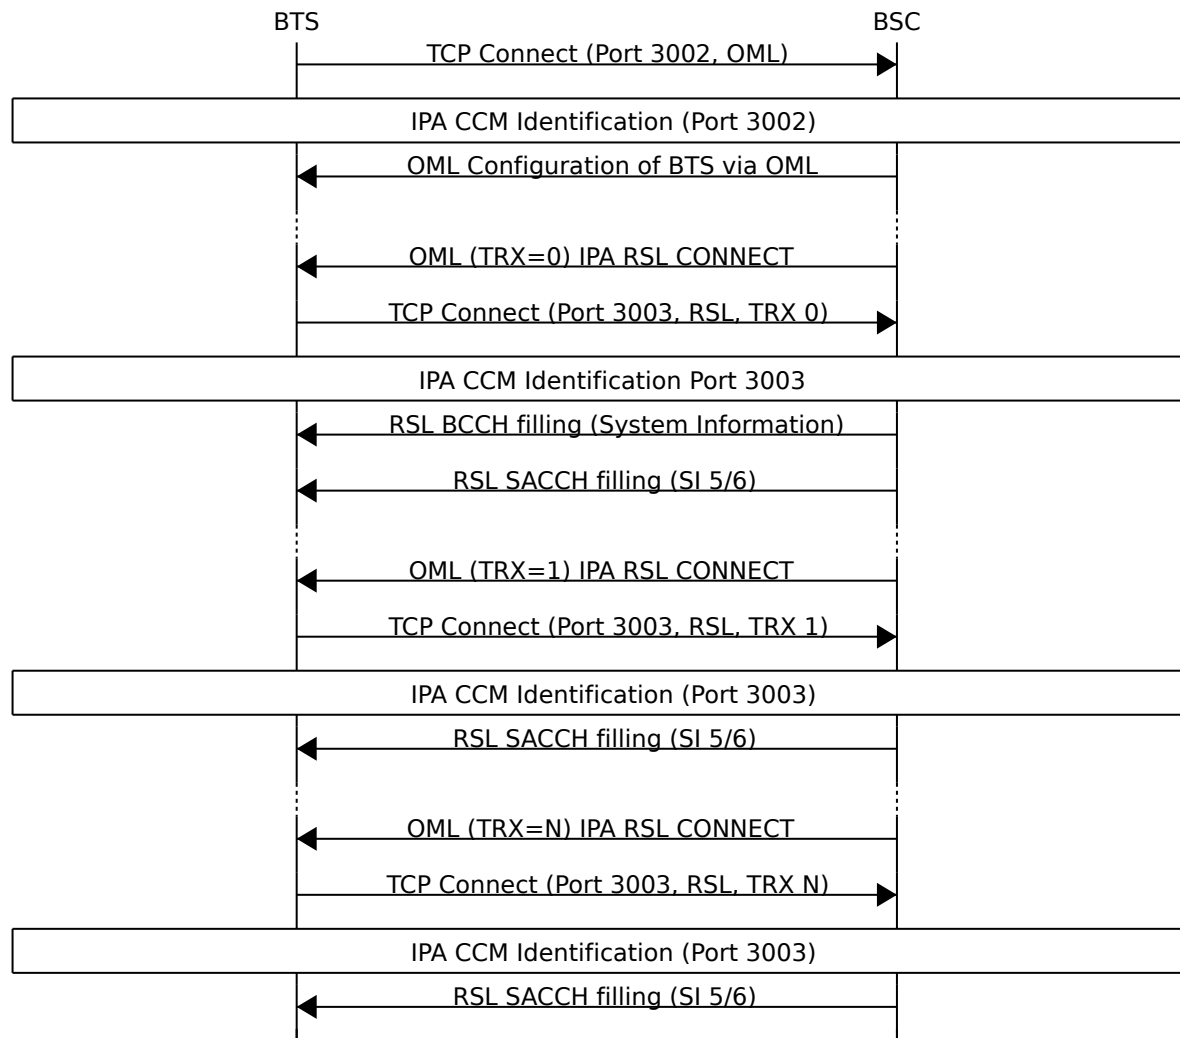 BTS BSC
TCP Connect (Port 3002, OML)
IPA CCM Identification (Port 3002)
OML Configuration of BTS via OML
OML (TRX=0) IPA RSL CONNECT
TCP Connect (Port 3003, RSL, TRX 0)
IPA CCM Identification Port 3003
RSL BCCH filling (System Information)
RSL SACCH filling (SI 5/6)
OML (TRX=1) IPA RSL CONNECT
TCP Connect (Port 3003, RSL, TRX 1)
IPA CCM Identification (Port 3003)
RSL SACCH filling (SI 5/6)
OML (TRX=N) IPA RSL CONNECT
TCP Connect (Port 3003, RSL, TRX N)
IPA CCM Identification (Port 3003)
RSL SACCH filling (SI 5/6)